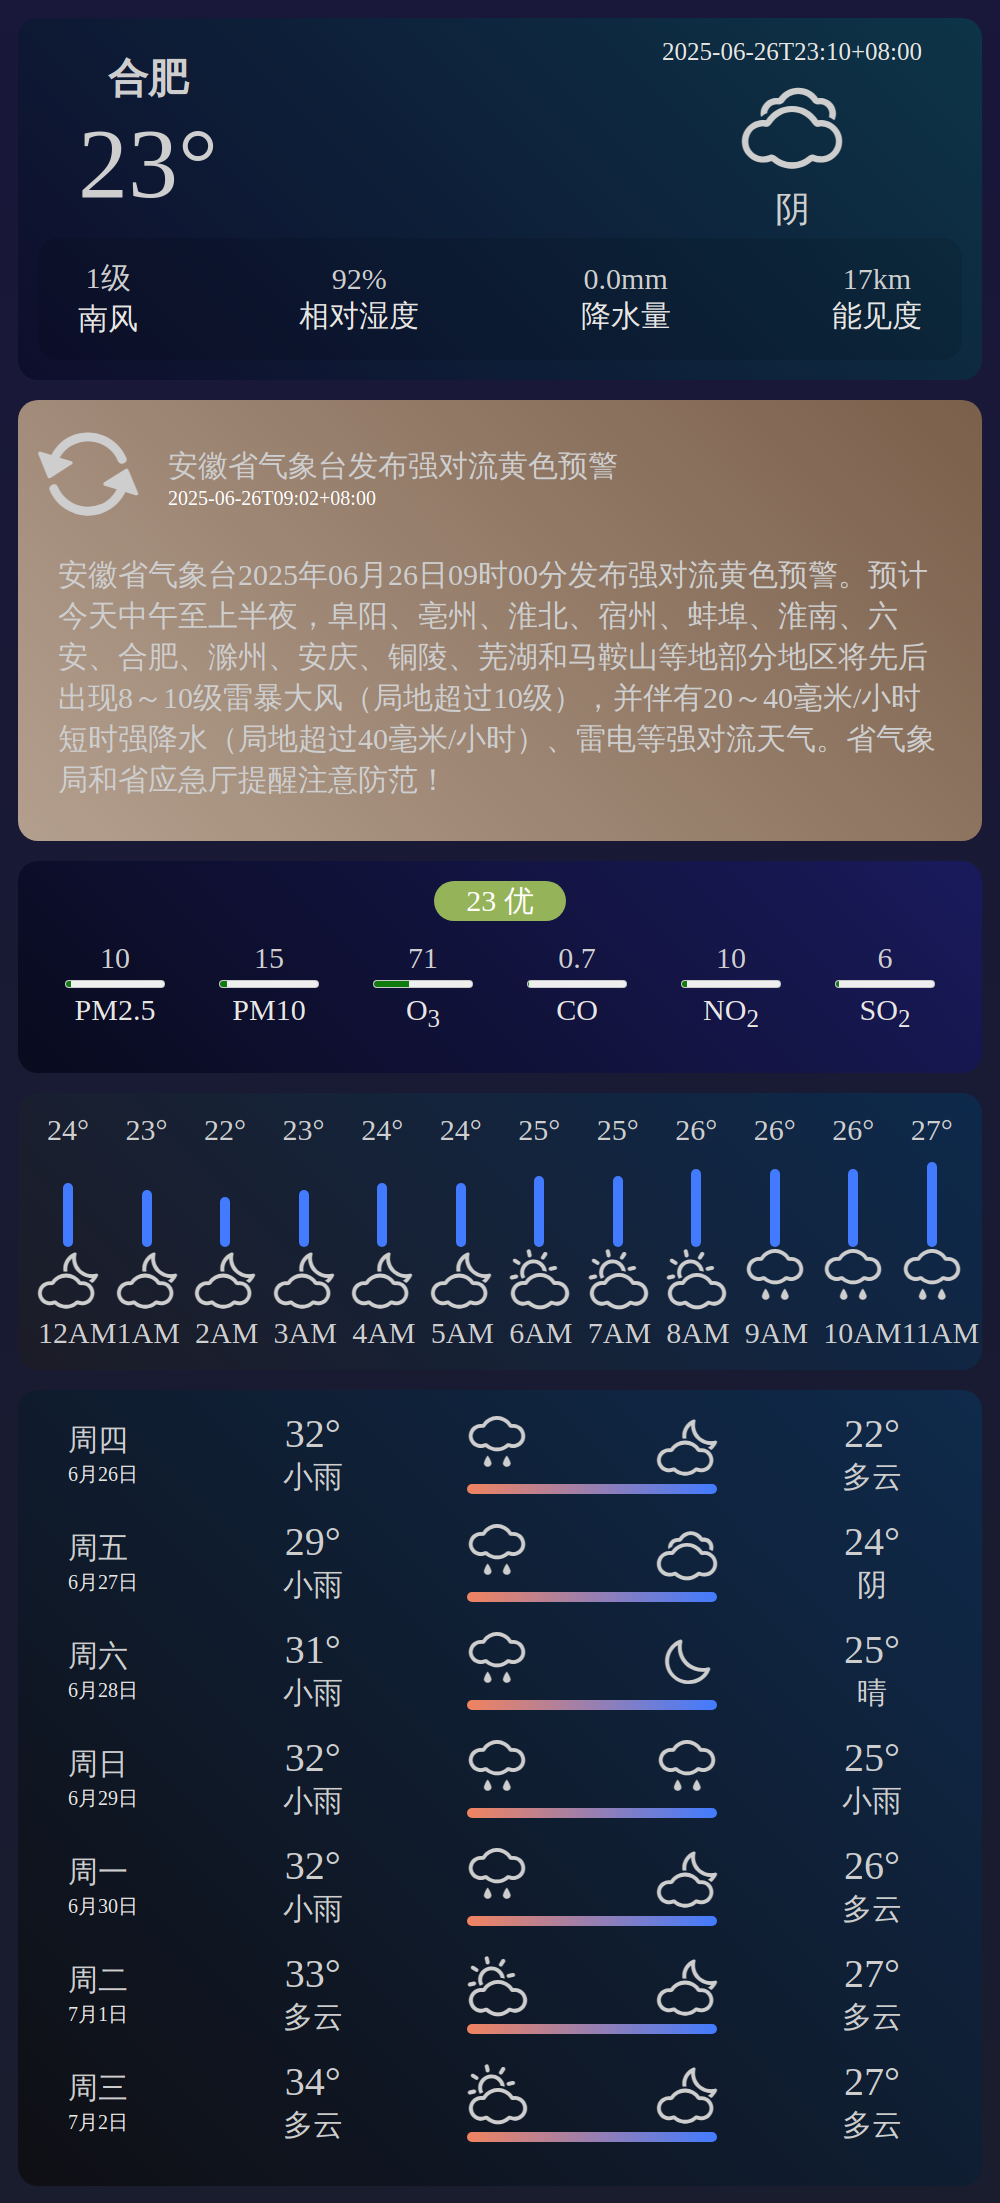 合肥
2025-06-26T23:10+08:00
23°
阴
1级 92% 0.0mm 17km
南风 相对湿度 降水量 能见度
安徽省气象台发布强对流黄色预警
2025-06-26T09:02+08:00
安徽省气象台2025年06月26日09时00分发布强对流黄色预警。预计
今天中午至上半夜，阜阳、亳州、淮北、宿州、蚌埠、淮南、六
安、合肥、滁州、安庆、铜陵、芜湖和马鞍山等地部分地区将先后
出现8～10级雷暴大风（局地超过10级），并伴有20～40毫米/小时
短时强降水（局地超过40毫米/小时）、雷电等强对流天气。省气象
局和省应急厅提醒注意防范！
23 优
10 15 71 0.7 10 6
PM2.5 PM10 O3 CO NO2 SO2
24° 23° 22° 23° 24° 24° 25° 25° 26° 26° 26° 27°
12AM 1AM 2AM 3AM 4AM 5AM 6AM 7AM 8AM 9AM 10AM 11AM
周四 32° 22°
6月26日 小雨 多云
周五 29° 24°
6月27日 小雨 阴
周六 31° 25°
6月28日 小雨 晴
周日 32° 25°
6月29日 小雨 小雨
周一 32° 26°
6月30日 小雨 多云
周二 33° 27°
7月1日 多云 多云
周三 34° 27°
7月2日 多云 多云